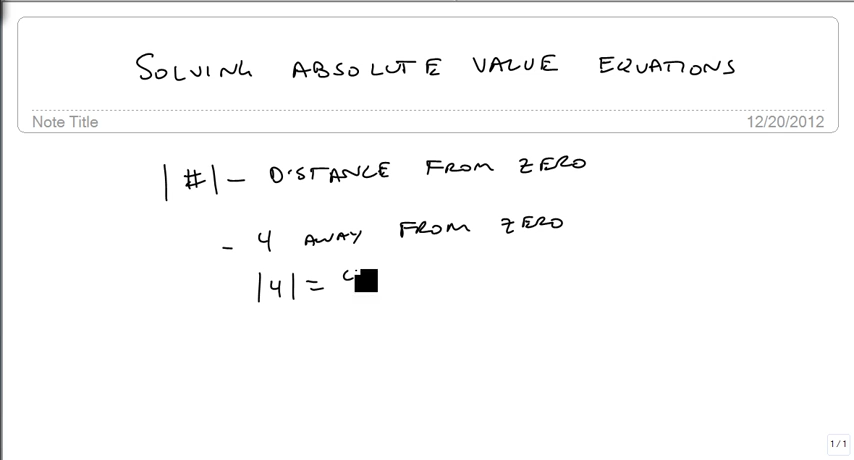 SOLVING ABSOLUTE VALUE EQUATIONS
Note Title 12/20/2012
|#| – DISTANCE FROM ZERO
- 4 AWAY FROM ZERO
|4| =
1 / 1